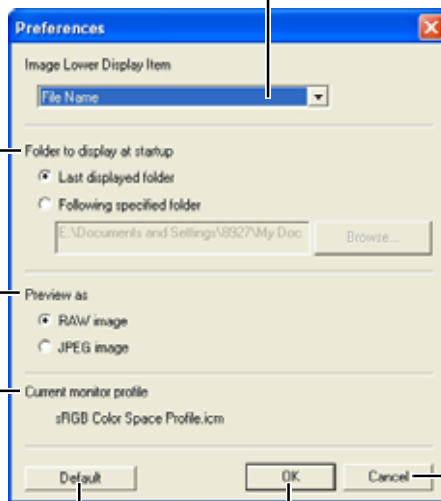 Preferences
Image Lower Display Item
File Name
Folder to display at startup
Last displayed folder
Following specified folder
E:\Documents and Settings\8927\My Doc
Browse...
Preview as
RAW image
JPEG image
Current monitor profile
sRGB Color Space Profile.icm
Default
OK
Cancel